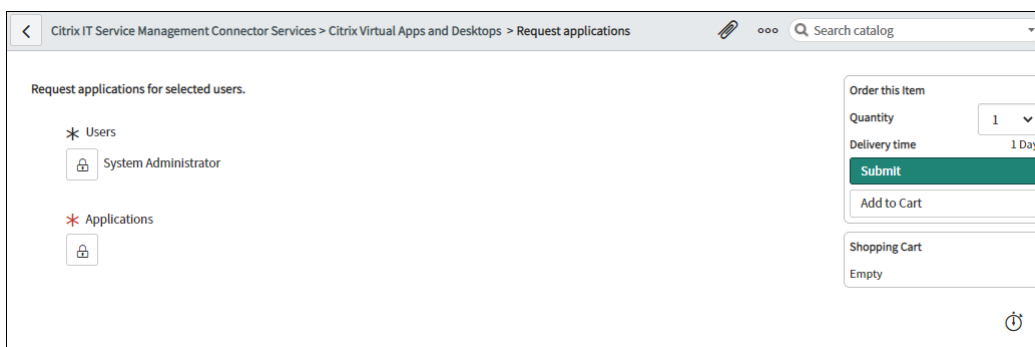 Citrix IT Service Management Connector Services > Citrix Virtual Apps and Desktops > Request applications
Search catalog
Request applications for selected users.
Users
System Administrator
Applications
Order this Item
Quantity
1
Delivery time
1 Day
Submit
Add to Cart
Shopping Cart
Empty